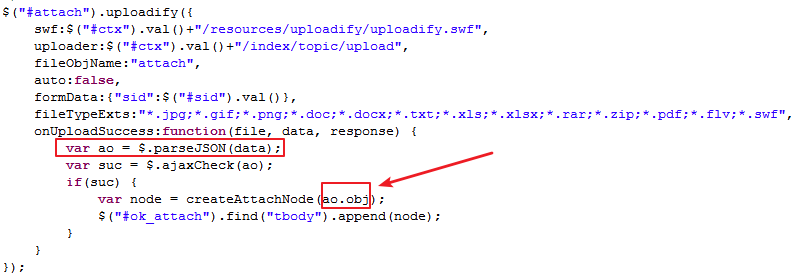 $("#attach").uploadify({
    swf:$("#ctx").val()+"/resources/uploadify/uploadify.swf",
    uploader:$("#ctx").val()+"/index/topic/upload",
    fileObjName:"attach",
    auto:false,
    formData:{"sid":$("#sid").val()},
    fileTypeExts:"*.jpg;*.gif;*.png;*.doc;*.docx;*.txt;*.xls;*.xlsx;*.rar;*.zip;*.pdf;*.flv;*.swf",
    onUploadSuccess:function(file, data, response) {
        var ao = $.parseJSON(data);
        var suc = $.ajaxCheck(ao);
        if(suc) {
            var node = createAttachNode(ao.obj);
            $("#ok_attach").find("tbody").append(node);
        }
    }
});